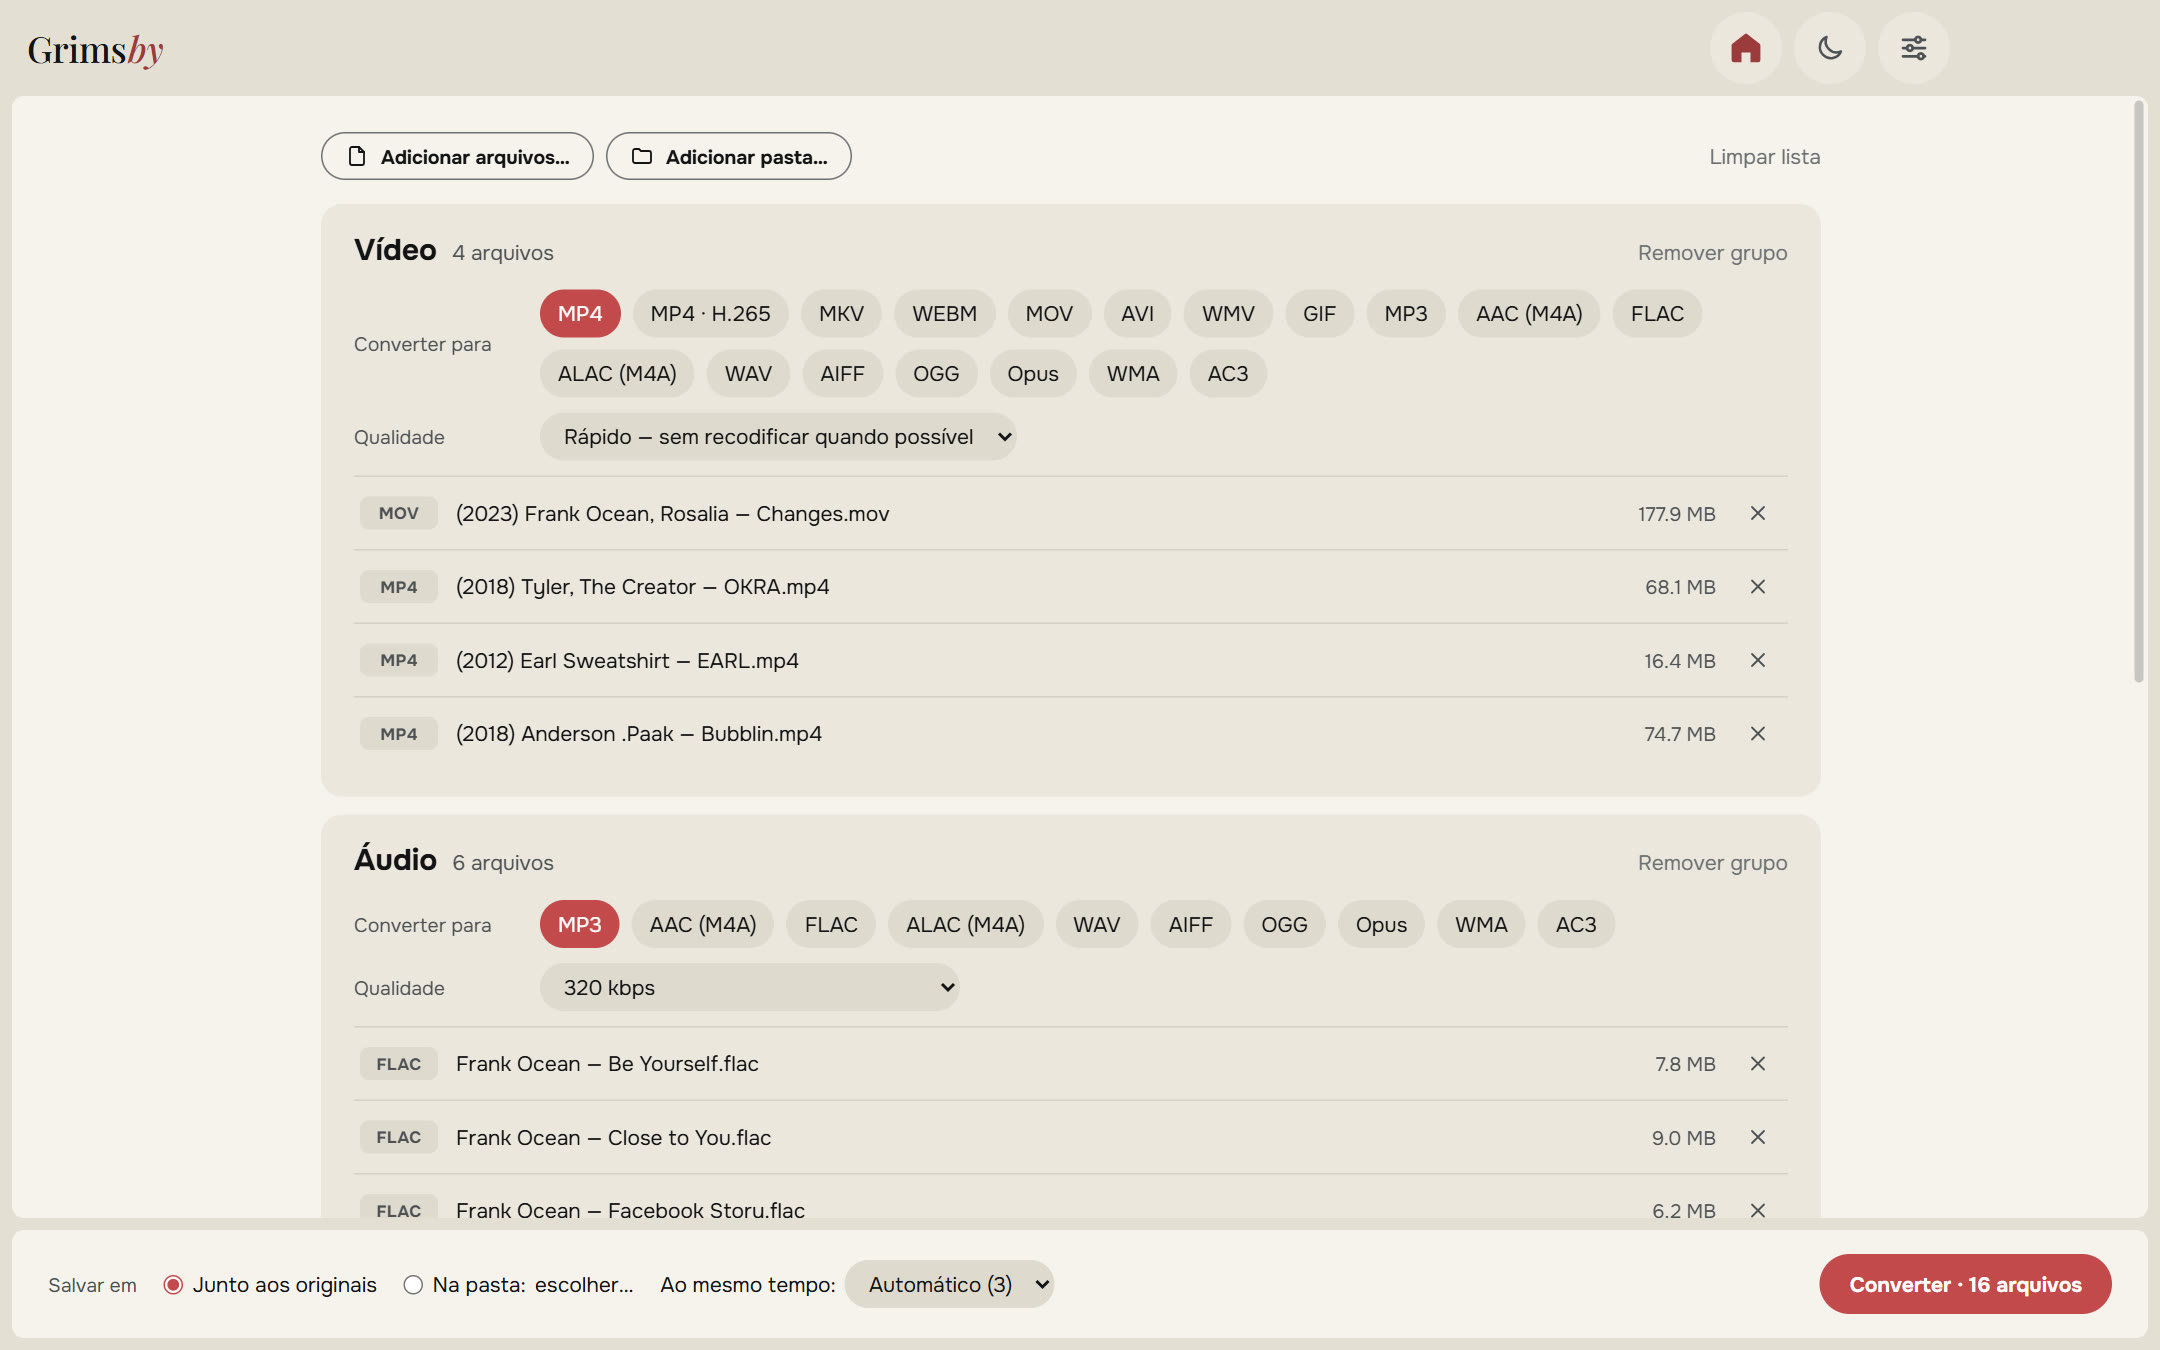 Grimsby
Adicionar arquivos... Adicionar pasta... Limpar lista
Vídeo 4 arquivos Remover grupo
Converter para
MP4 MP4 · H.265 MKV WEBM MOV AVI WMV GIF MP3 AAC (M4A) FLAC
ALAC (M4A) WAV AIFF OGG Opus WMA AC3
Qualidade Rápido — sem recodificar quando possível
MOV (2023) Frank Ocean, Rosalia — Changes.mov 177.9 MB
MP4 (2018) Tyler, The Creator — OKRA.mp4 68.1 MB
MP4 (2012) Earl Sweatshirt — EARL.mp4 16.4 MB
MP4 (2018) Anderson .Paak — Bubblin.mp4 74.7 MB
Áudio 6 arquivos Remover grupo
Converter para MP3 AAC (M4A) FLAC ALAC (M4A) WAV AIFF OGG Opus WMA AC3
Qualidade 320 kbps
FLAC Frank Ocean — Be Yourself.flac 7.8 MB
FLAC Frank Ocean — Close to You.flac 9.0 MB
FLAC Frank Ocean — Facebook Story.flac 6.2 MB
Salvar em Junto aos originais Na pasta: escolher... Ao mesmo tempo: Automático (3) Converter · 16 arquivos